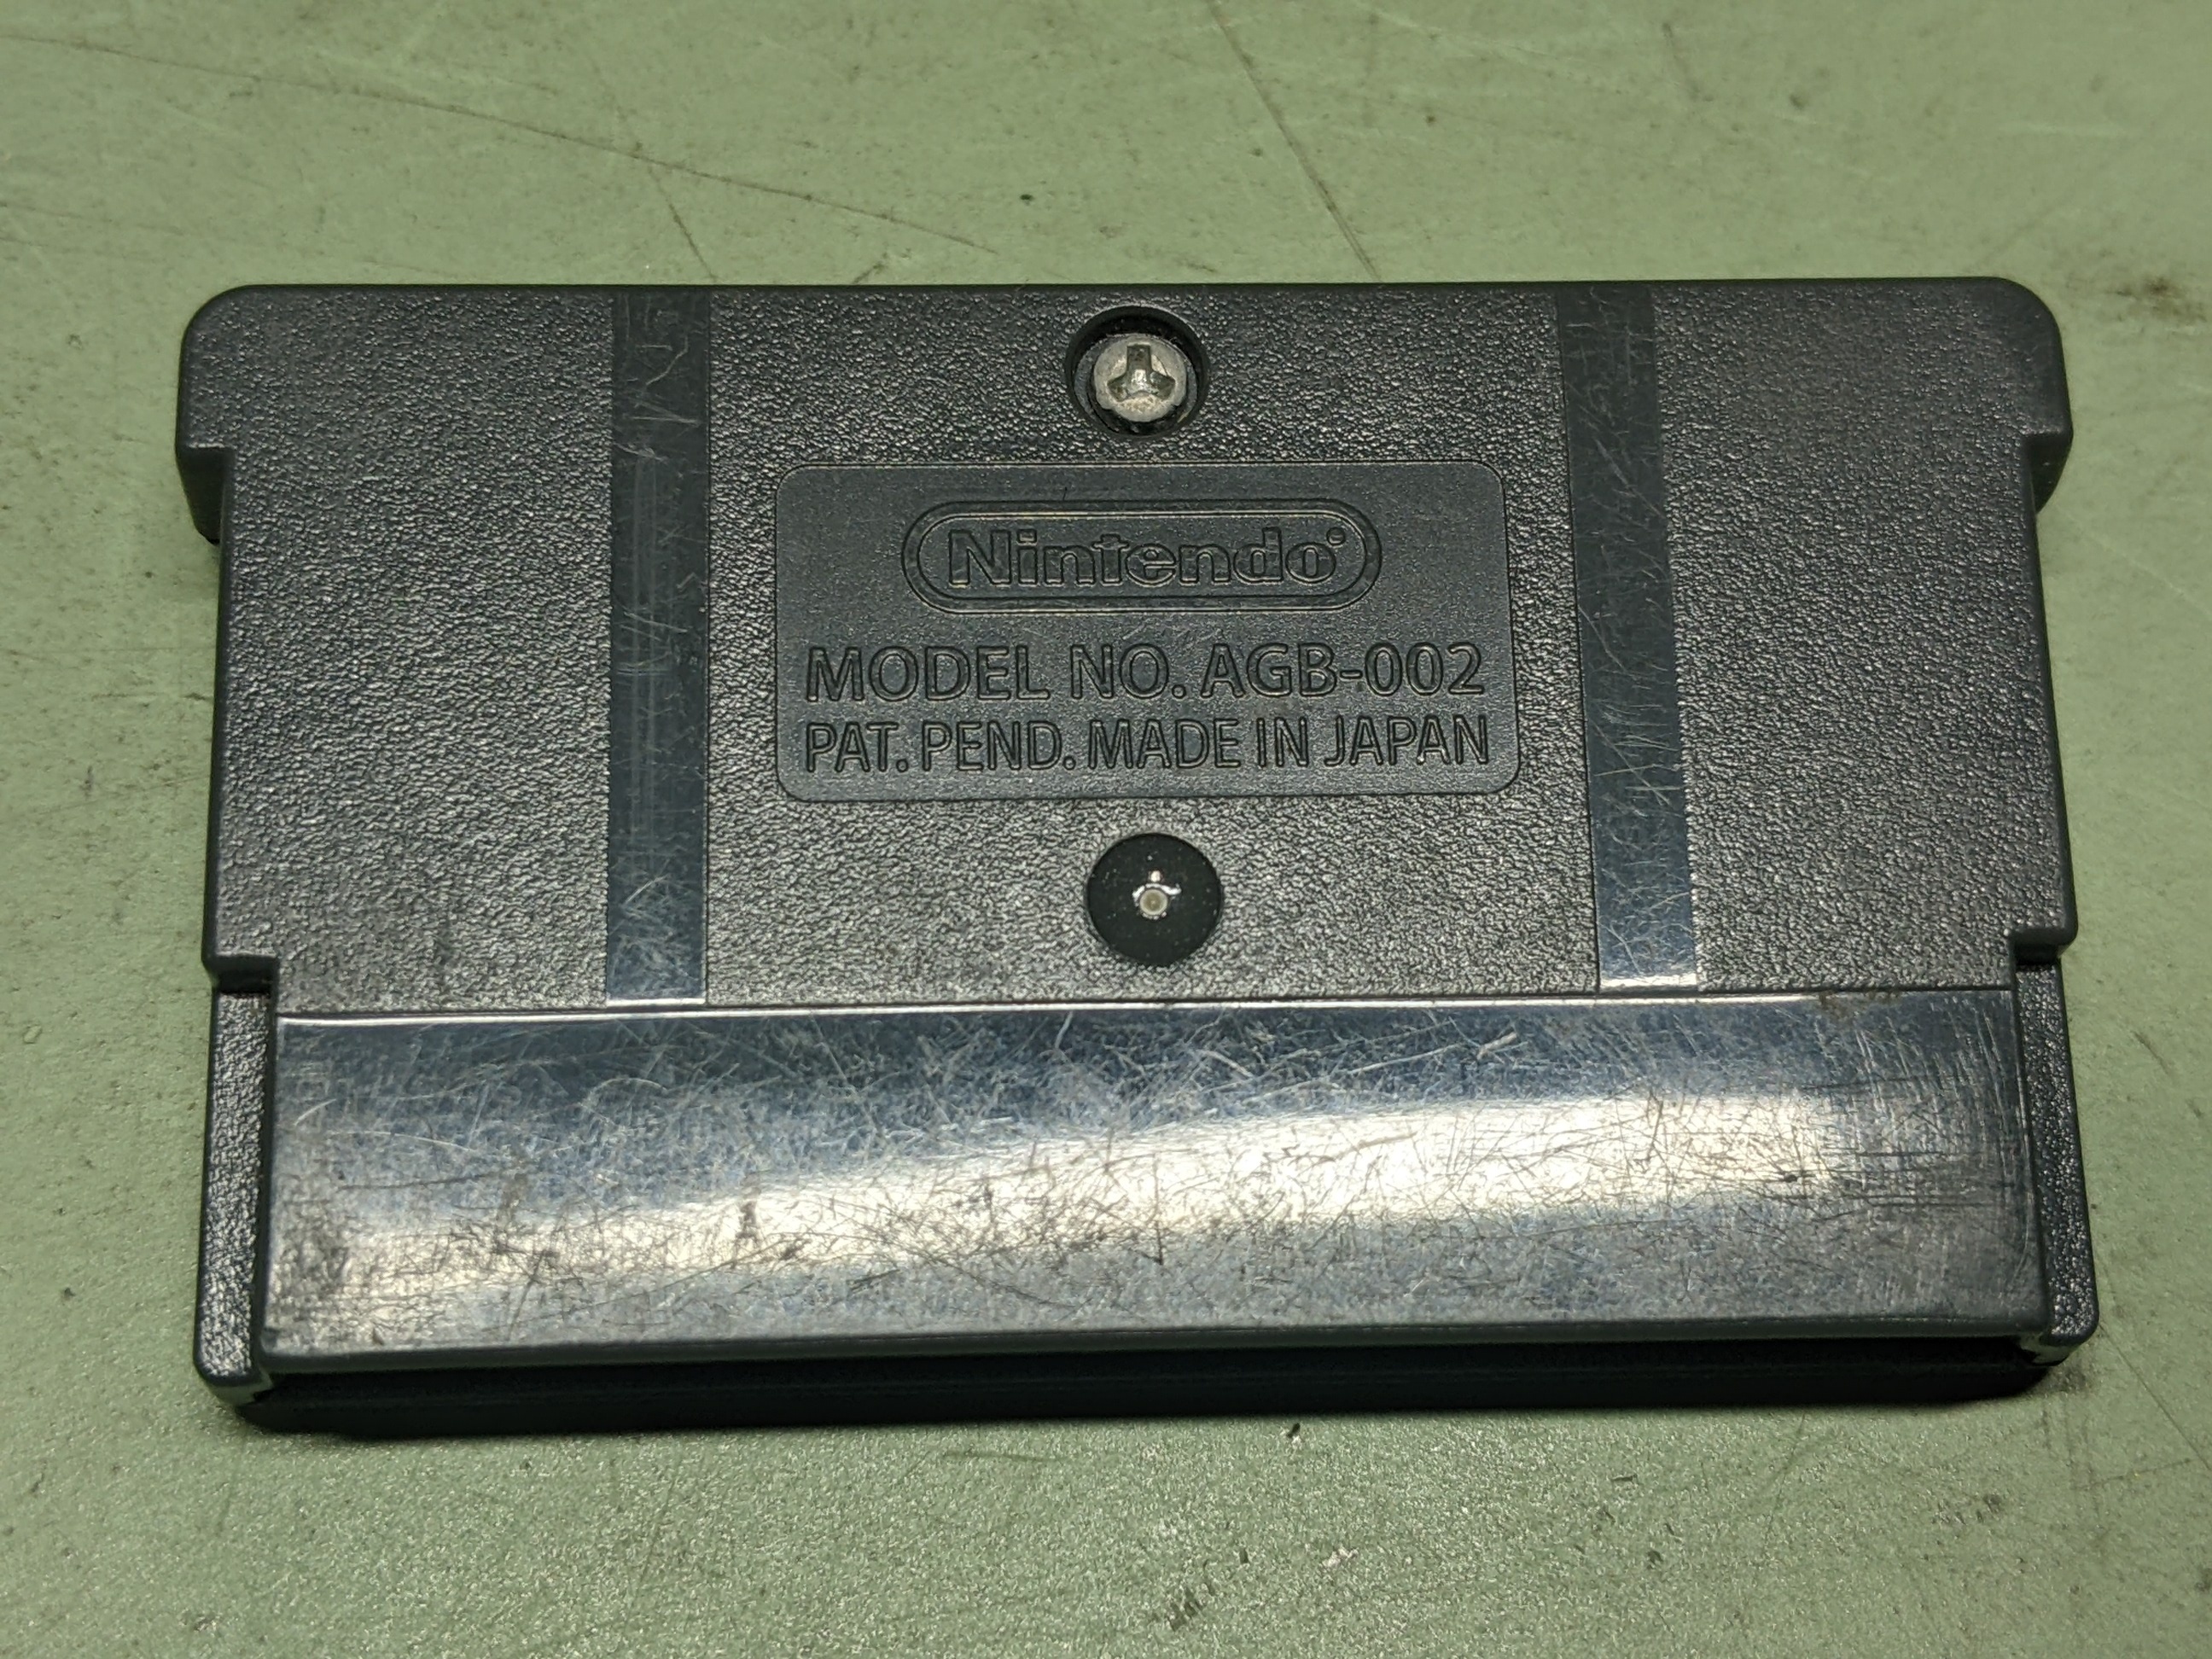 Nintendo®
MODEL NO. AGB-002
PAT. PEND. MADE IN JAPAN